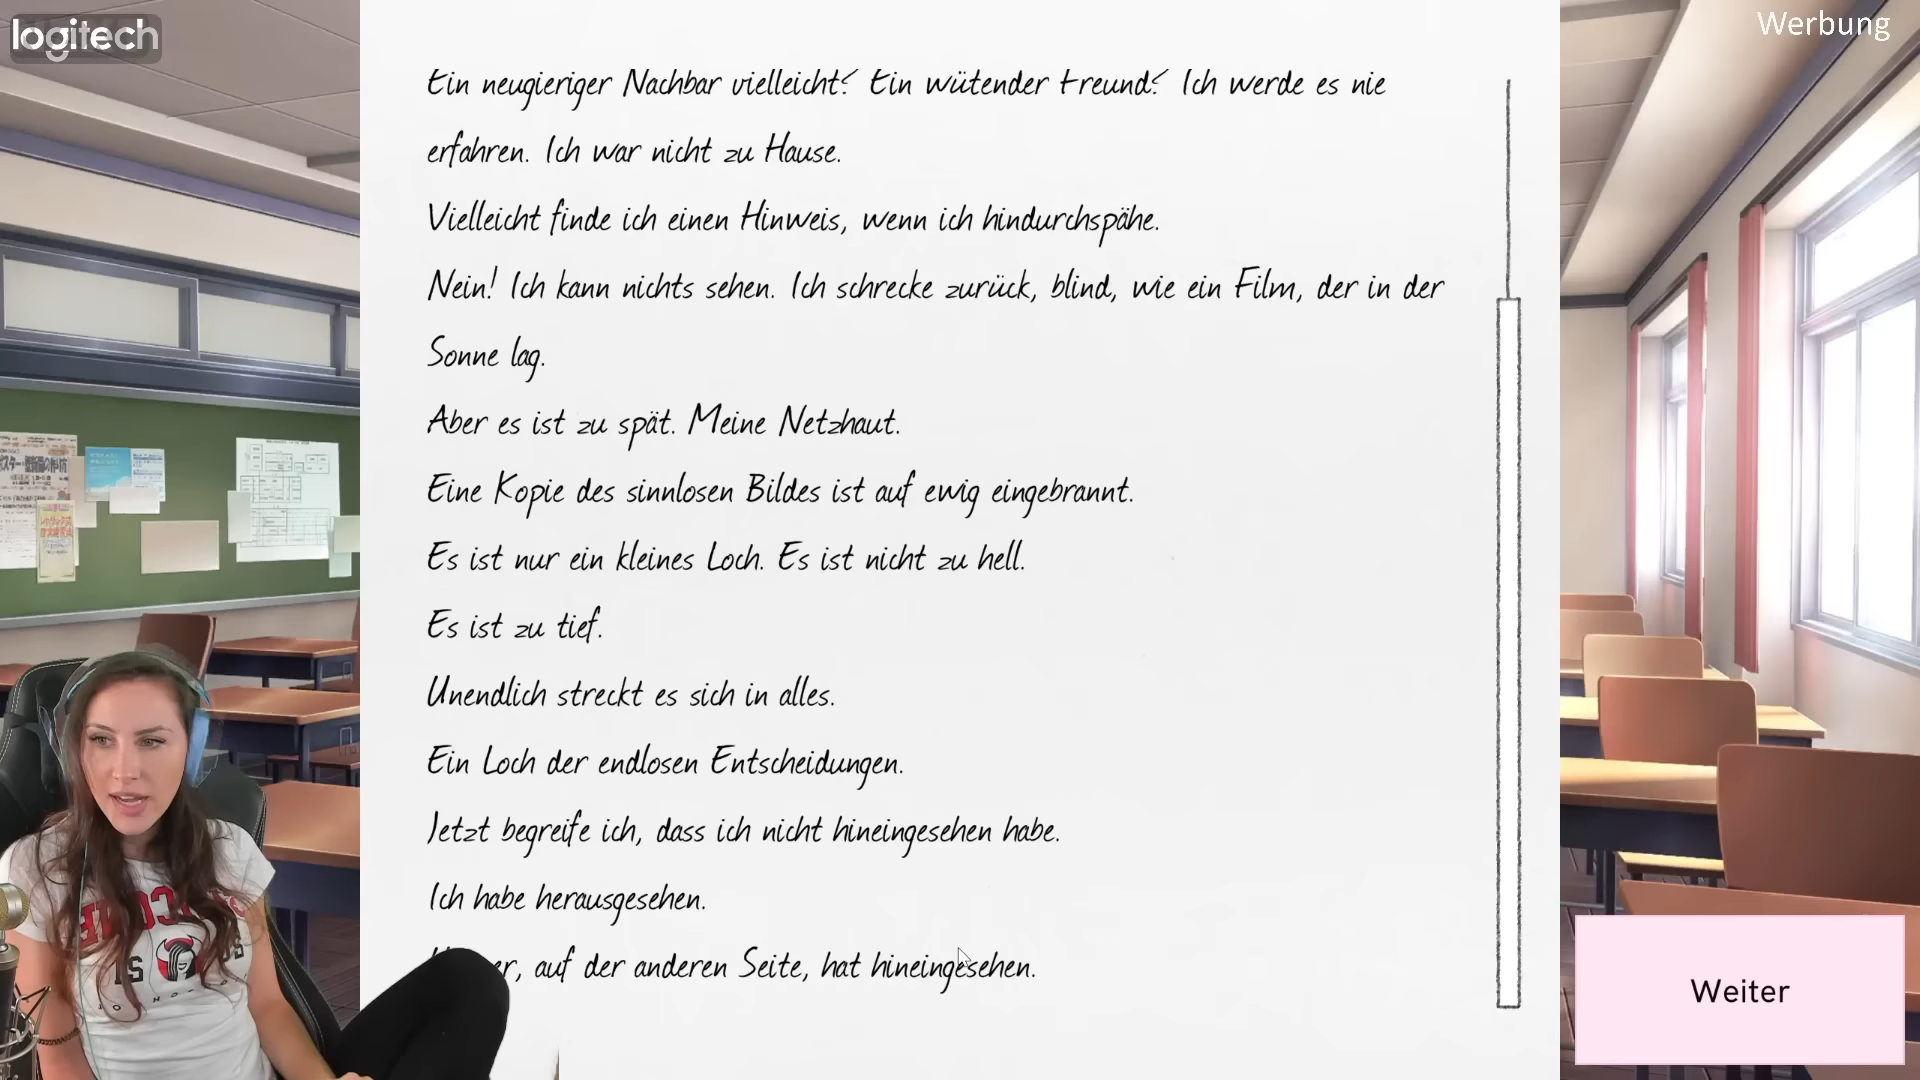 logitech
Werbung
Ein neugieriger Nachbar vielleicht? Ein wütender Freund? Ich werde es nie
erfahren. Ich war nicht zu Hause.
Vielleicht finde ich einen Hinweis, wenn ich hindurchspähe.
Nein! Ich kann nichts sehen. Ich schrecke zurück, blind, wie ein Film, der in der
Sonne lag.
Aber es ist zu spät. Meine Netzhaut.
Eine Kopie des sinnlosen Bildes ist auf ewig eingebrannt.
Es ist nur ein kleines Loch. Es ist nicht zu hell.
Es ist zu tief.
Unendlich streckt es sich in alles.
Ein Loch der endlosen Entscheidungen.
Jetzt begreife ich, dass ich nicht hineingesehen habe.
Ich habe herausgesehen.
auf der anderen Seite, hat hineingesehen.
Weiter